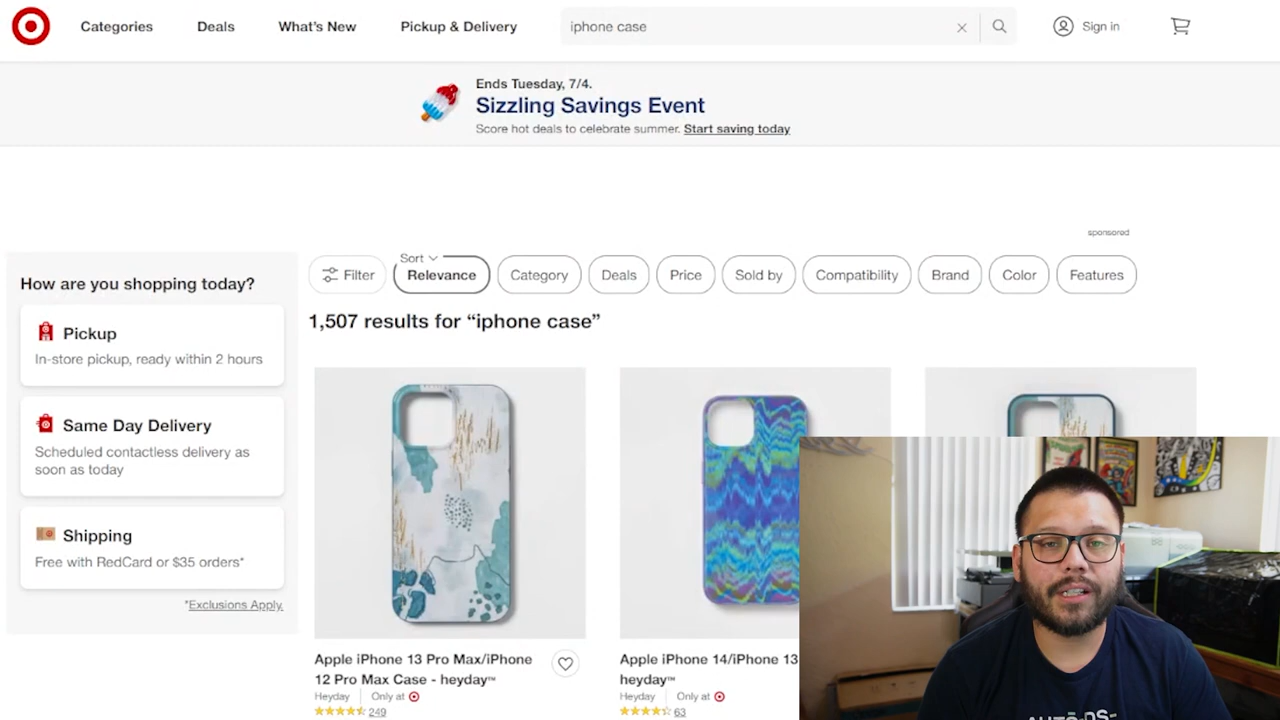 Categories
Deals
What's New
Pickup & Delivery
iphone case
Sign in
Ends Tuesday, 7/4.
Sizzling Savings Event
Score hot deals to celebrate summer. Start saving today
sponsored
How are you shopping today?
Pickup
In-store pickup, ready within 2 hours
Same Day Delivery
Scheduled contactless delivery as
soon as today
Shipping
Free with RedCard or $35 orders*
*Exclusions Apply.
Filter
Sort
Relevance
Category
Deals
Price
Sold by
Compatibility
Brand
Color
Features
1,507 results for “iphone case”
Apple iPhone 13 Pro Max/iPhone
12 Pro Max Case - heyday™
Heyday
Only at
249
Apple iPhone 14/iPhone 13
heyday™
Heyday
Only at
63